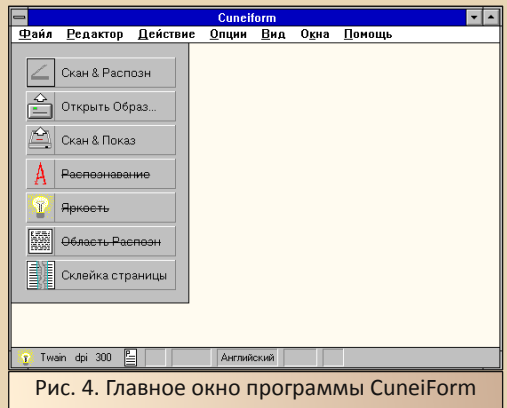 Cuneiform
Файл Редактор Действие Опции Вид Окна Помощь
Скан & Распозн
Открыть Образ...
Скан & Показ
Распознавание
Яркость
Область Распозн
Склейка страницы
Twain dpi 300 Английский
Рис. 4. Главное окно программы CuneiForm